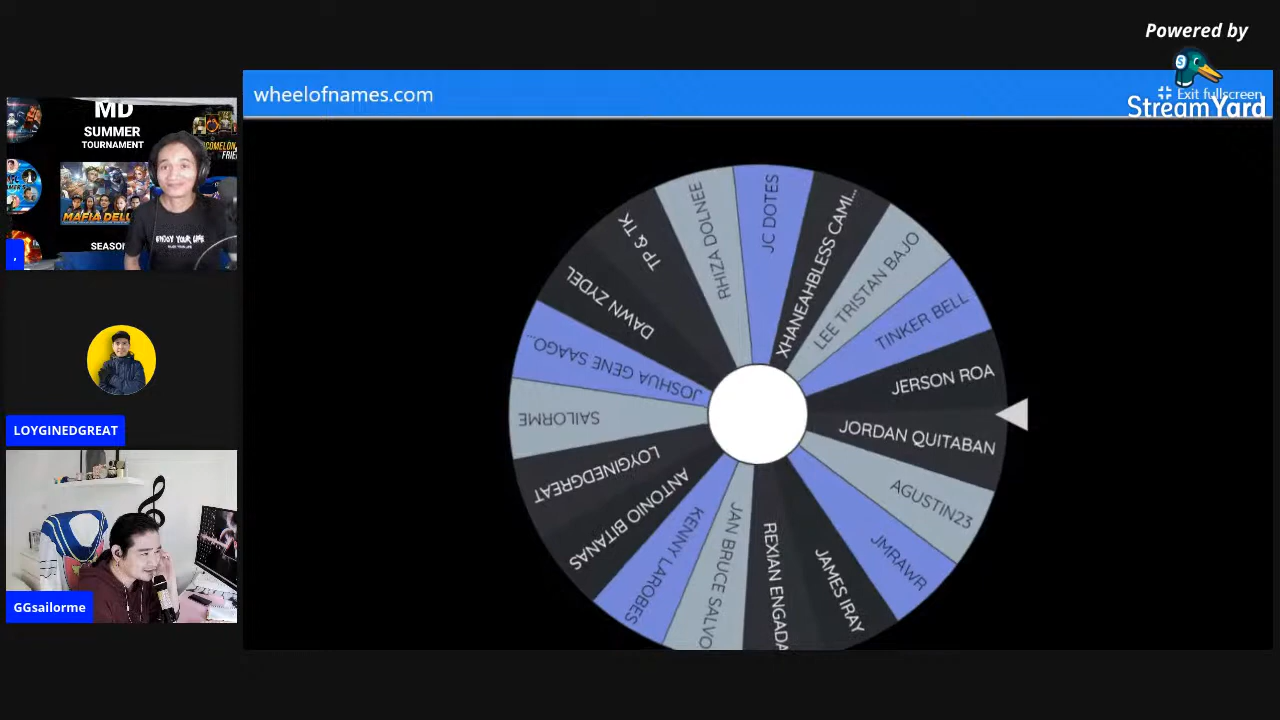 Powered by
StreamYard
wheelofnames.com
Exit fullscreen
MD
SUMMER
TOURNAMENT
MAFIA DELU
SEASON
ENJOY YOUR LIFE
,
LOYGINEDGREAT
GGsailorme
JC DOTES
XHANEAHBLESS CAMI...
LEE TRISTAN BAJO
TINKER BELL
JERSON ROA
JORDAN QUITABAN
AGUSTIN23
JMRAWR
JAMES IRAY
REXIAN ENGADA
JAN BRUCE SALVO
KENNY LAROBES
ANTONIO BITANAS
LOYGINEDGREAT
SAILORME
JOSHUA GENE SAAGO...
DAWN ZYDEL
TP & TK
RHIZA DOLNEE